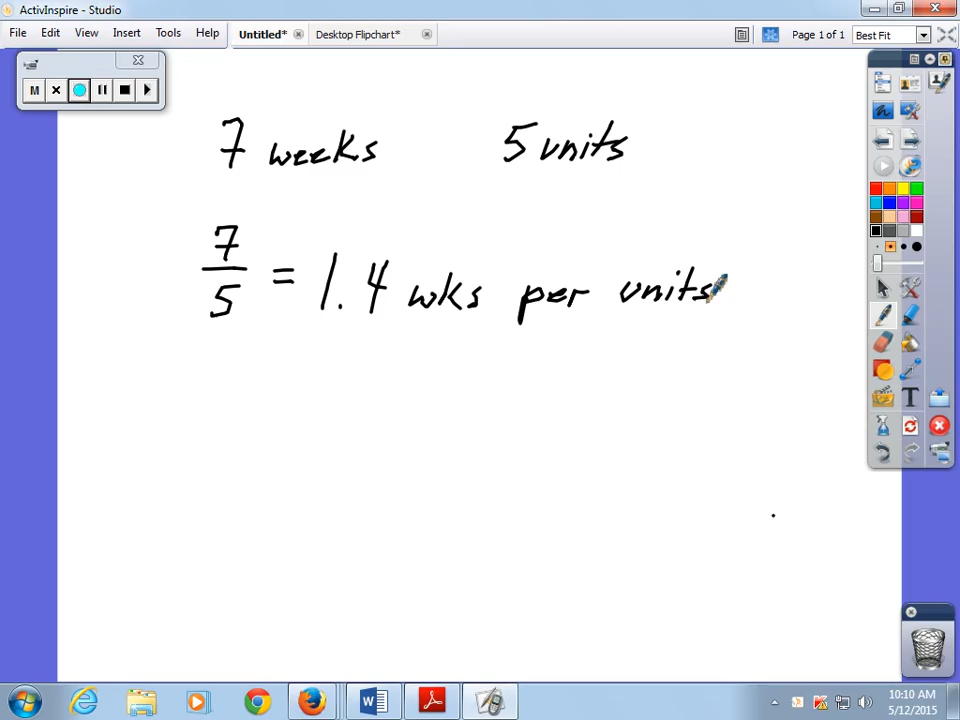 ActivInspire - Studio
File Edit View Insert Tools Help Untitled* Desktop Flipchart* Page 1 of 1 Best Fit
M
7 weeks 5 units
7
5 = 1.4 wks per units
T
10:10 AM
5/12/2015